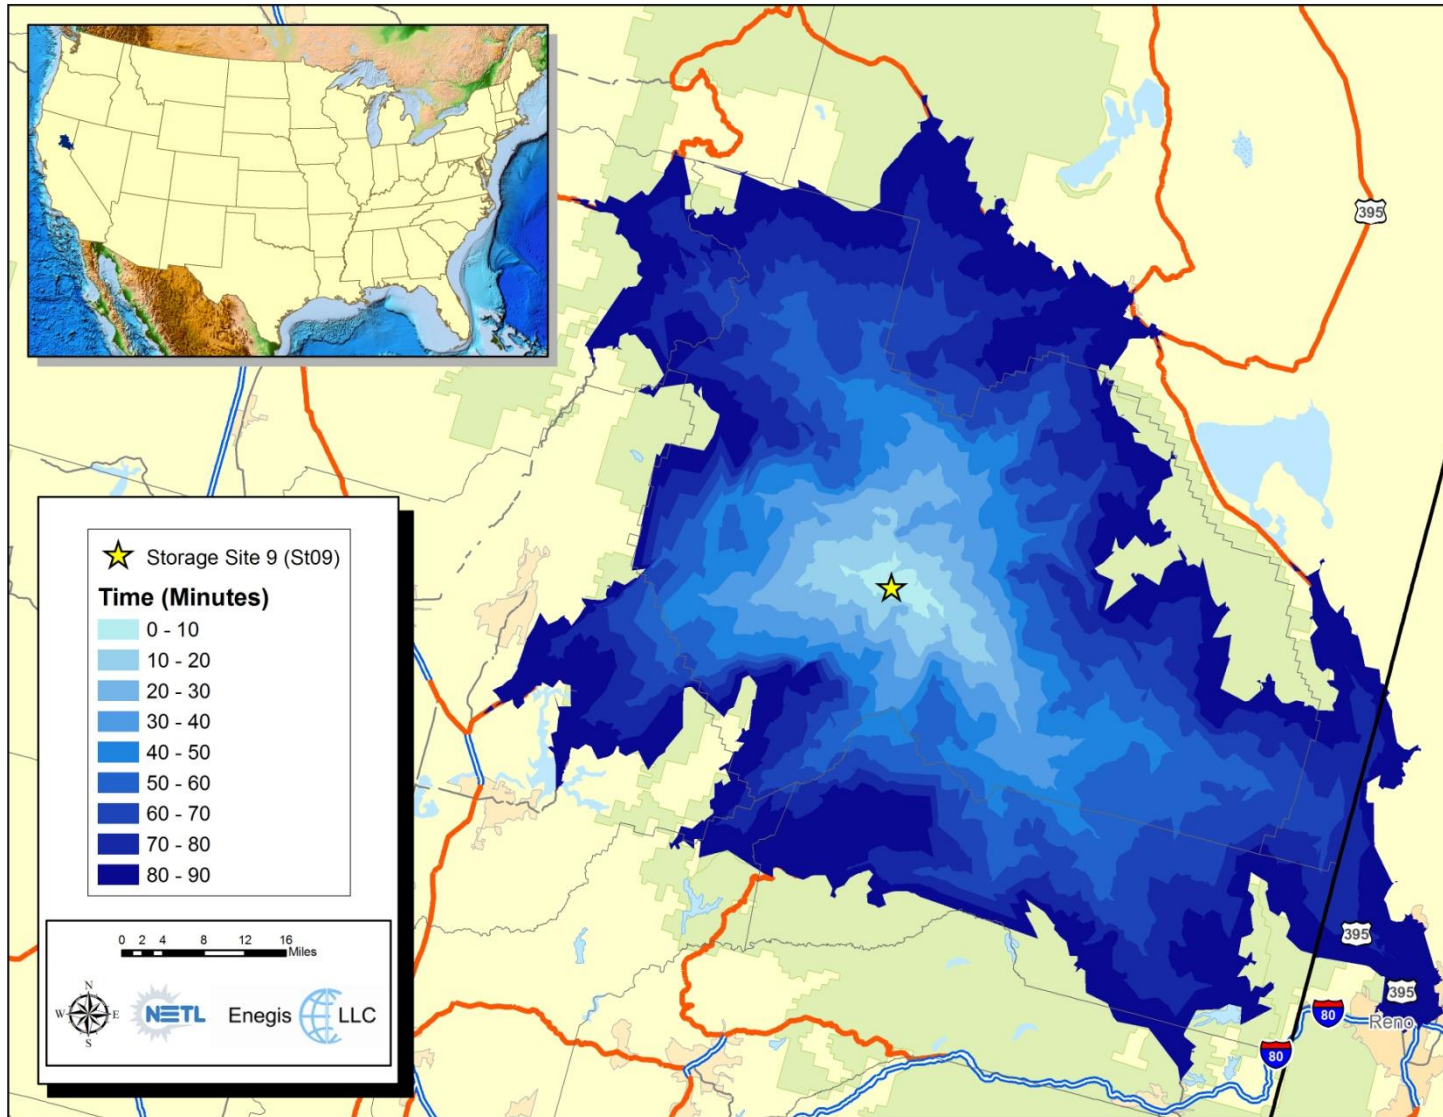 395
Storage Site 9 (St09)
Time (Minutes)
0 - 10
10 - 20
20 - 30
30 - 40
40 - 50
50 - 60
60 - 70
70 - 80
80 - 90
0 2 4 8 12 16
Miles
N
W E
S
NETL
Enegis LLC
395
395
80
Reno
80